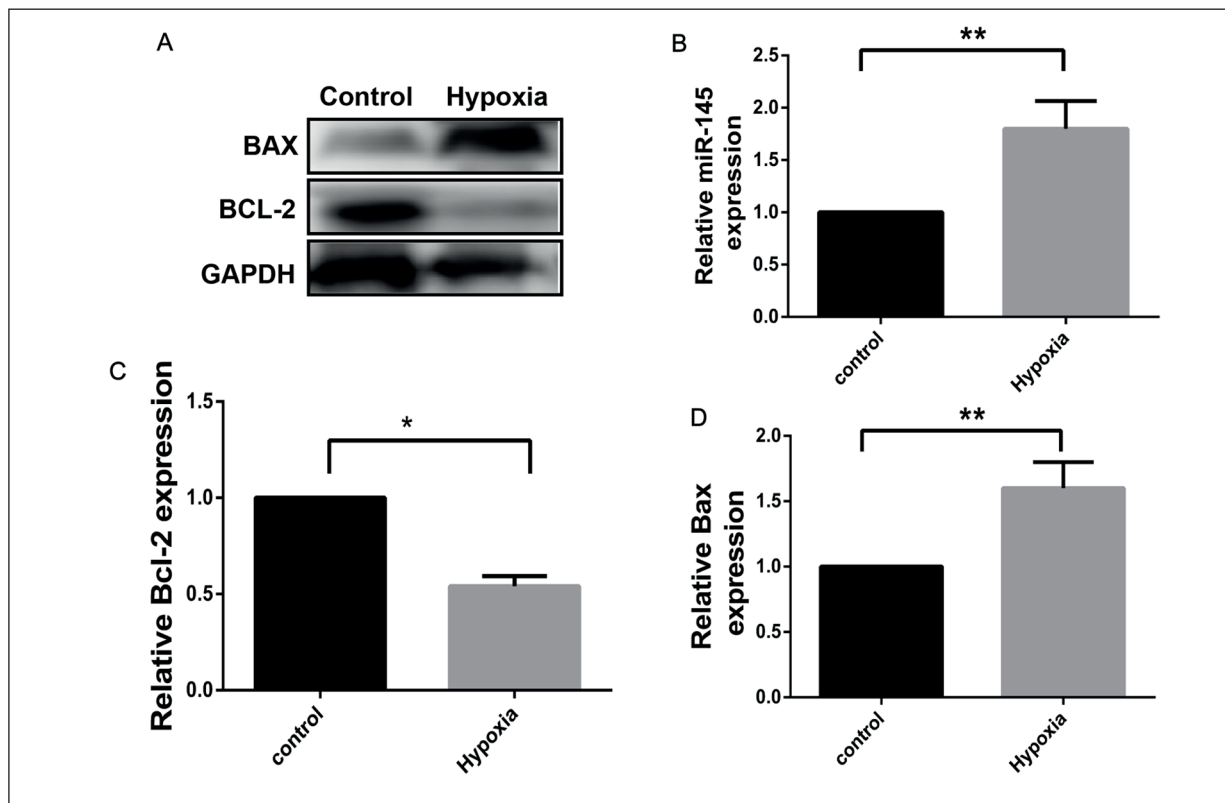 A
Control Hypoxia
BAX
BCL-2
GAPDH
B
**
Relative miR-145
expression
2.5
2.0
1.5
1.0
0.5
0.0
control
Hypoxia
C
*
Relative Bcl-2 expression
1.5
1.0
0.5
0.0
control
Hypoxia
D
**
Relative Bax
expression
2.0
1.5
1.0
0.5
0.0
control
Hypoxia